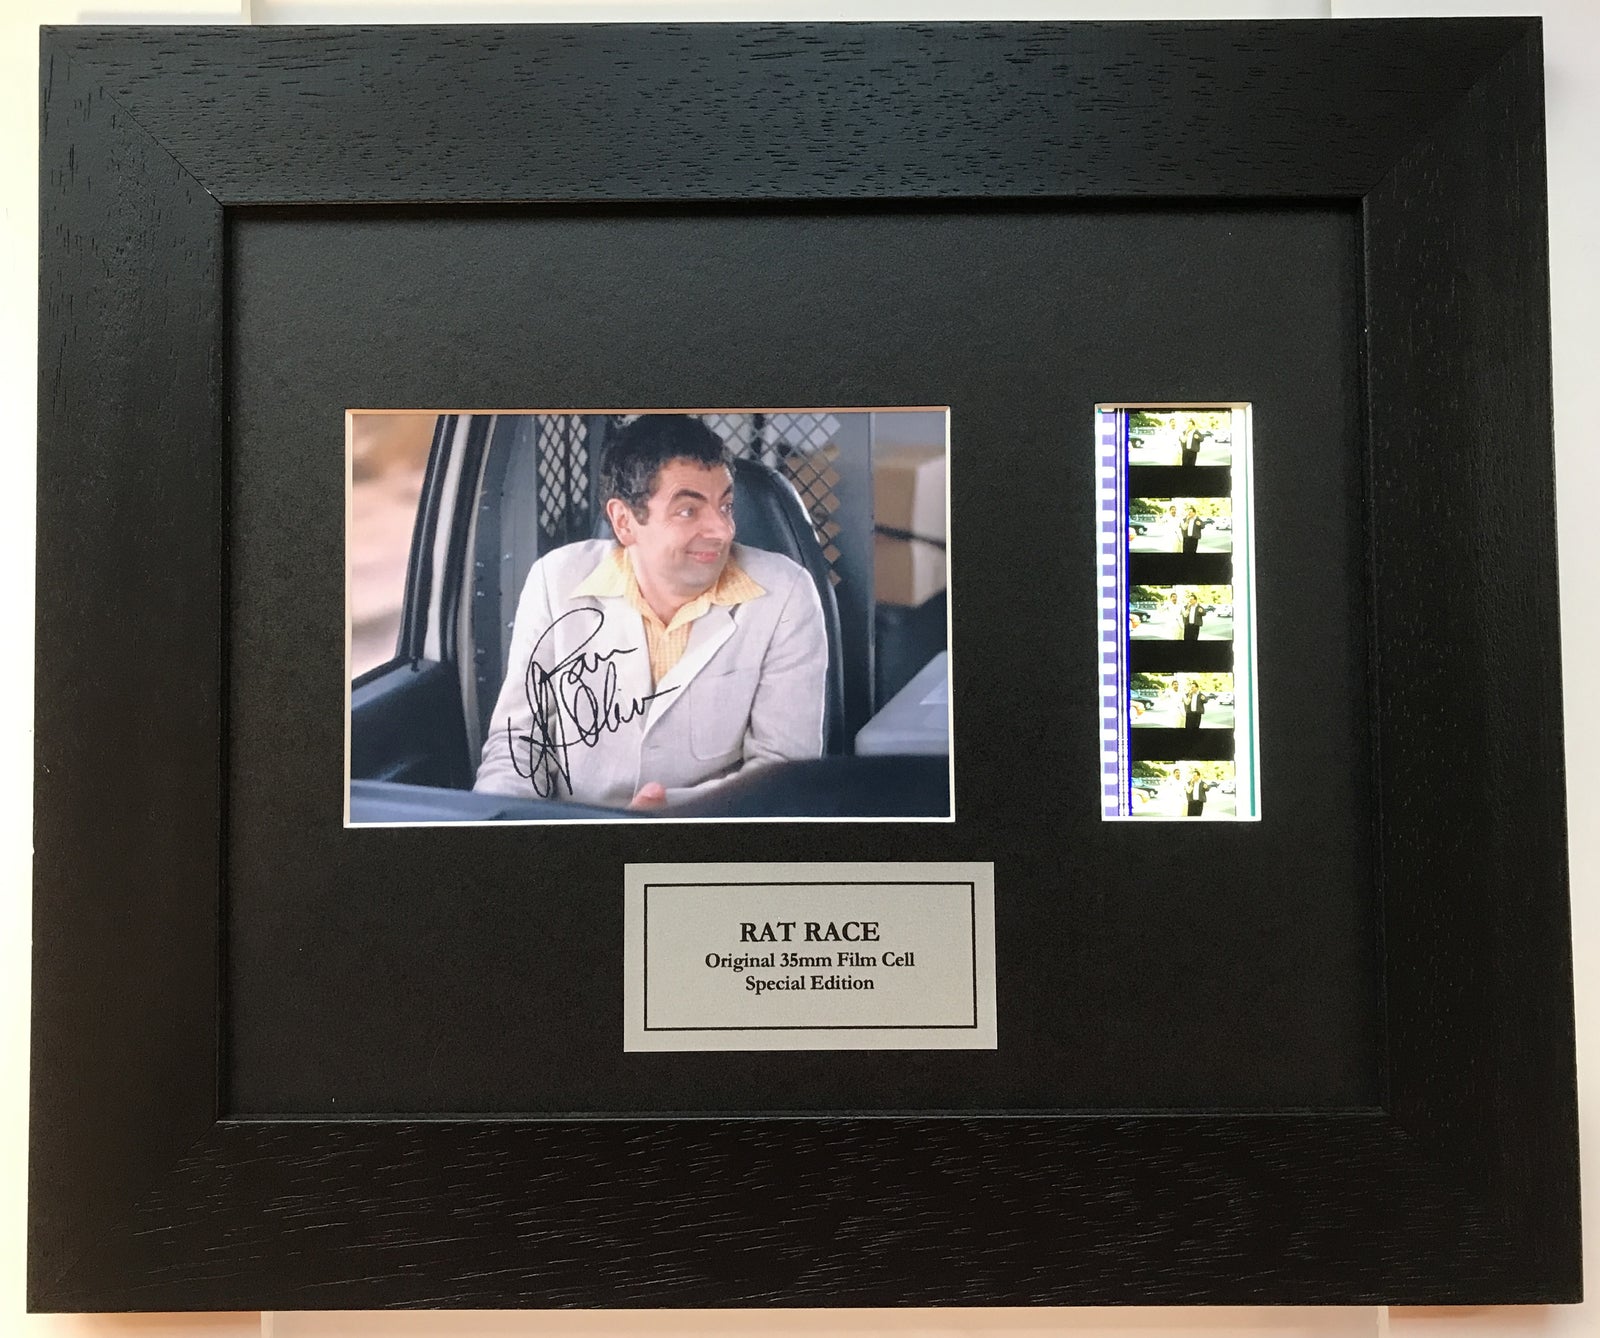 RAT RACE
Original 35mm Film Cell
Special Edition